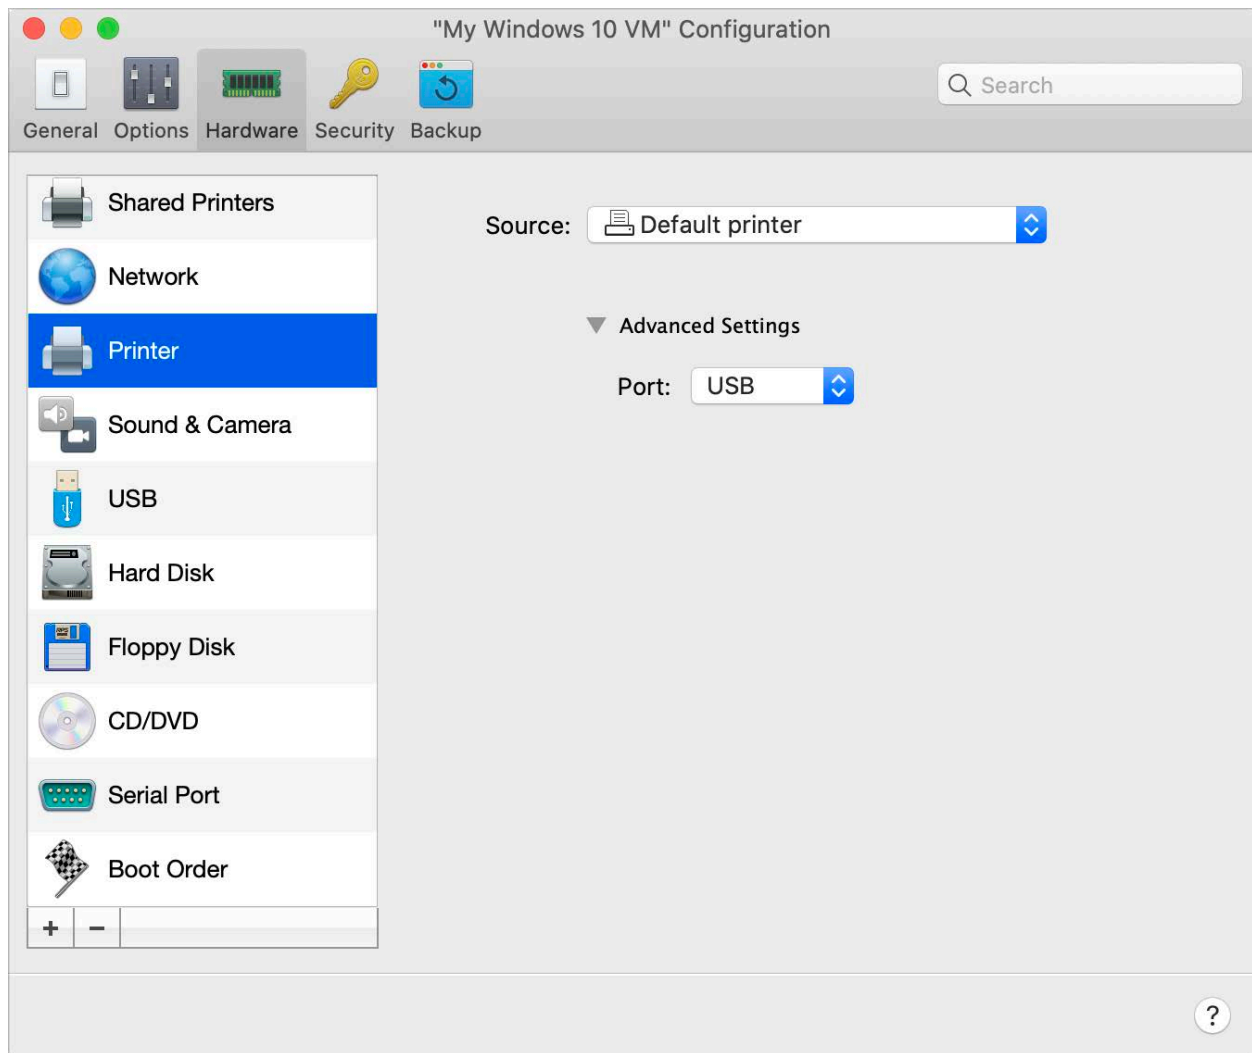 "My Windows 10 VM" Configuration
General Options Hardware Security Backup
Search
Shared Printers
Network
Printer
Sound & Camera
USB
Hard Disk
Floppy Disk
CD/DVD
Serial Port
Boot Order
+ −
Source: Default printer
Advanced Settings
Port: USB
?